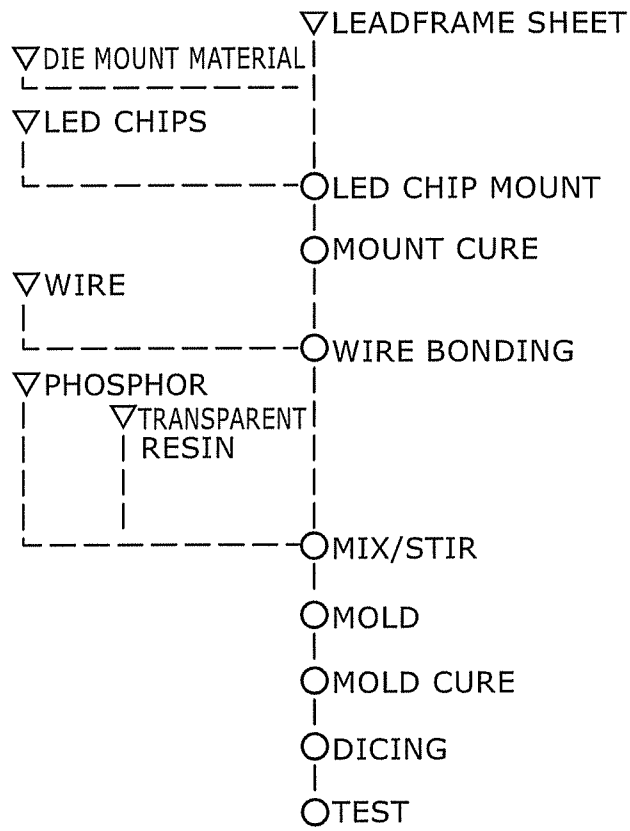 LEADFRAME SHEET
DIE MOUNT MATERIAL
LED CHIPS
LED CHIP MOUNT
MOUNT CURE
WIRE
WIRE BONDING
PHOSPHOR
TRANSPARENT
RESIN
MIX/STIR
MOLD
MOLD CURE
DICING
TEST